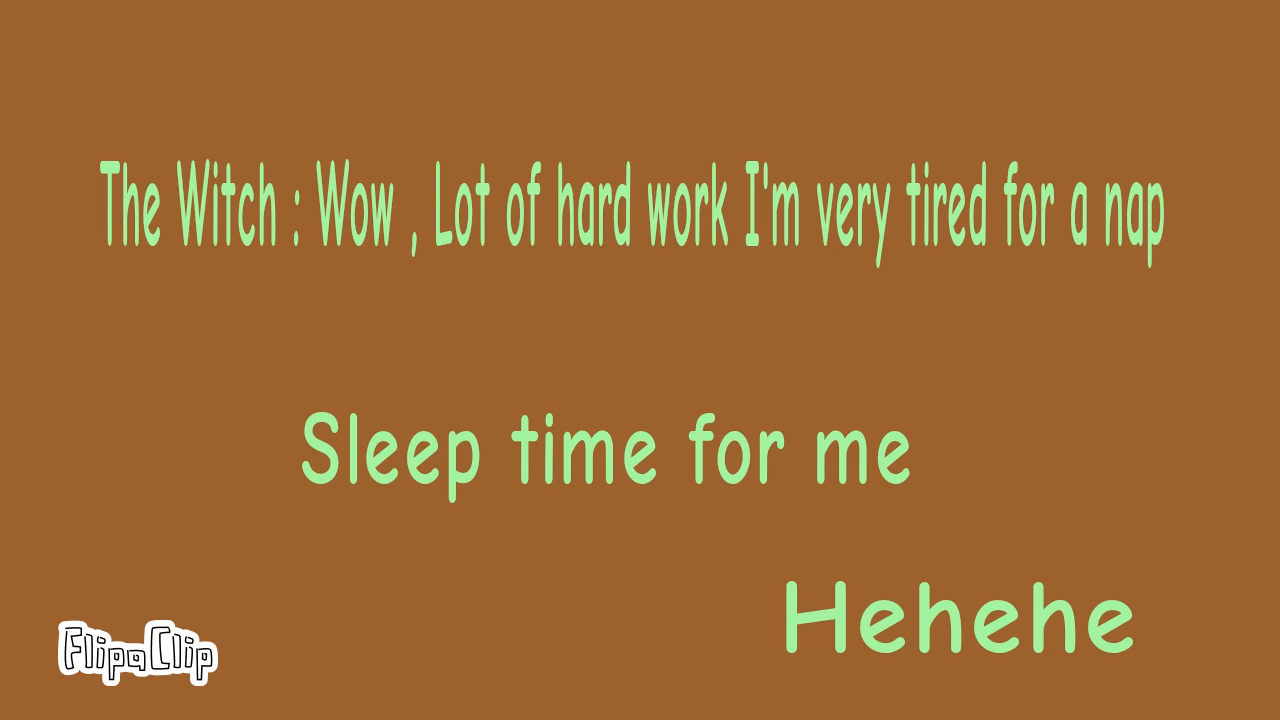 The Witch : Wow , Lot of hard work I'm very tired for a nap
Sleep time for me
Hehehe
FlipaClip